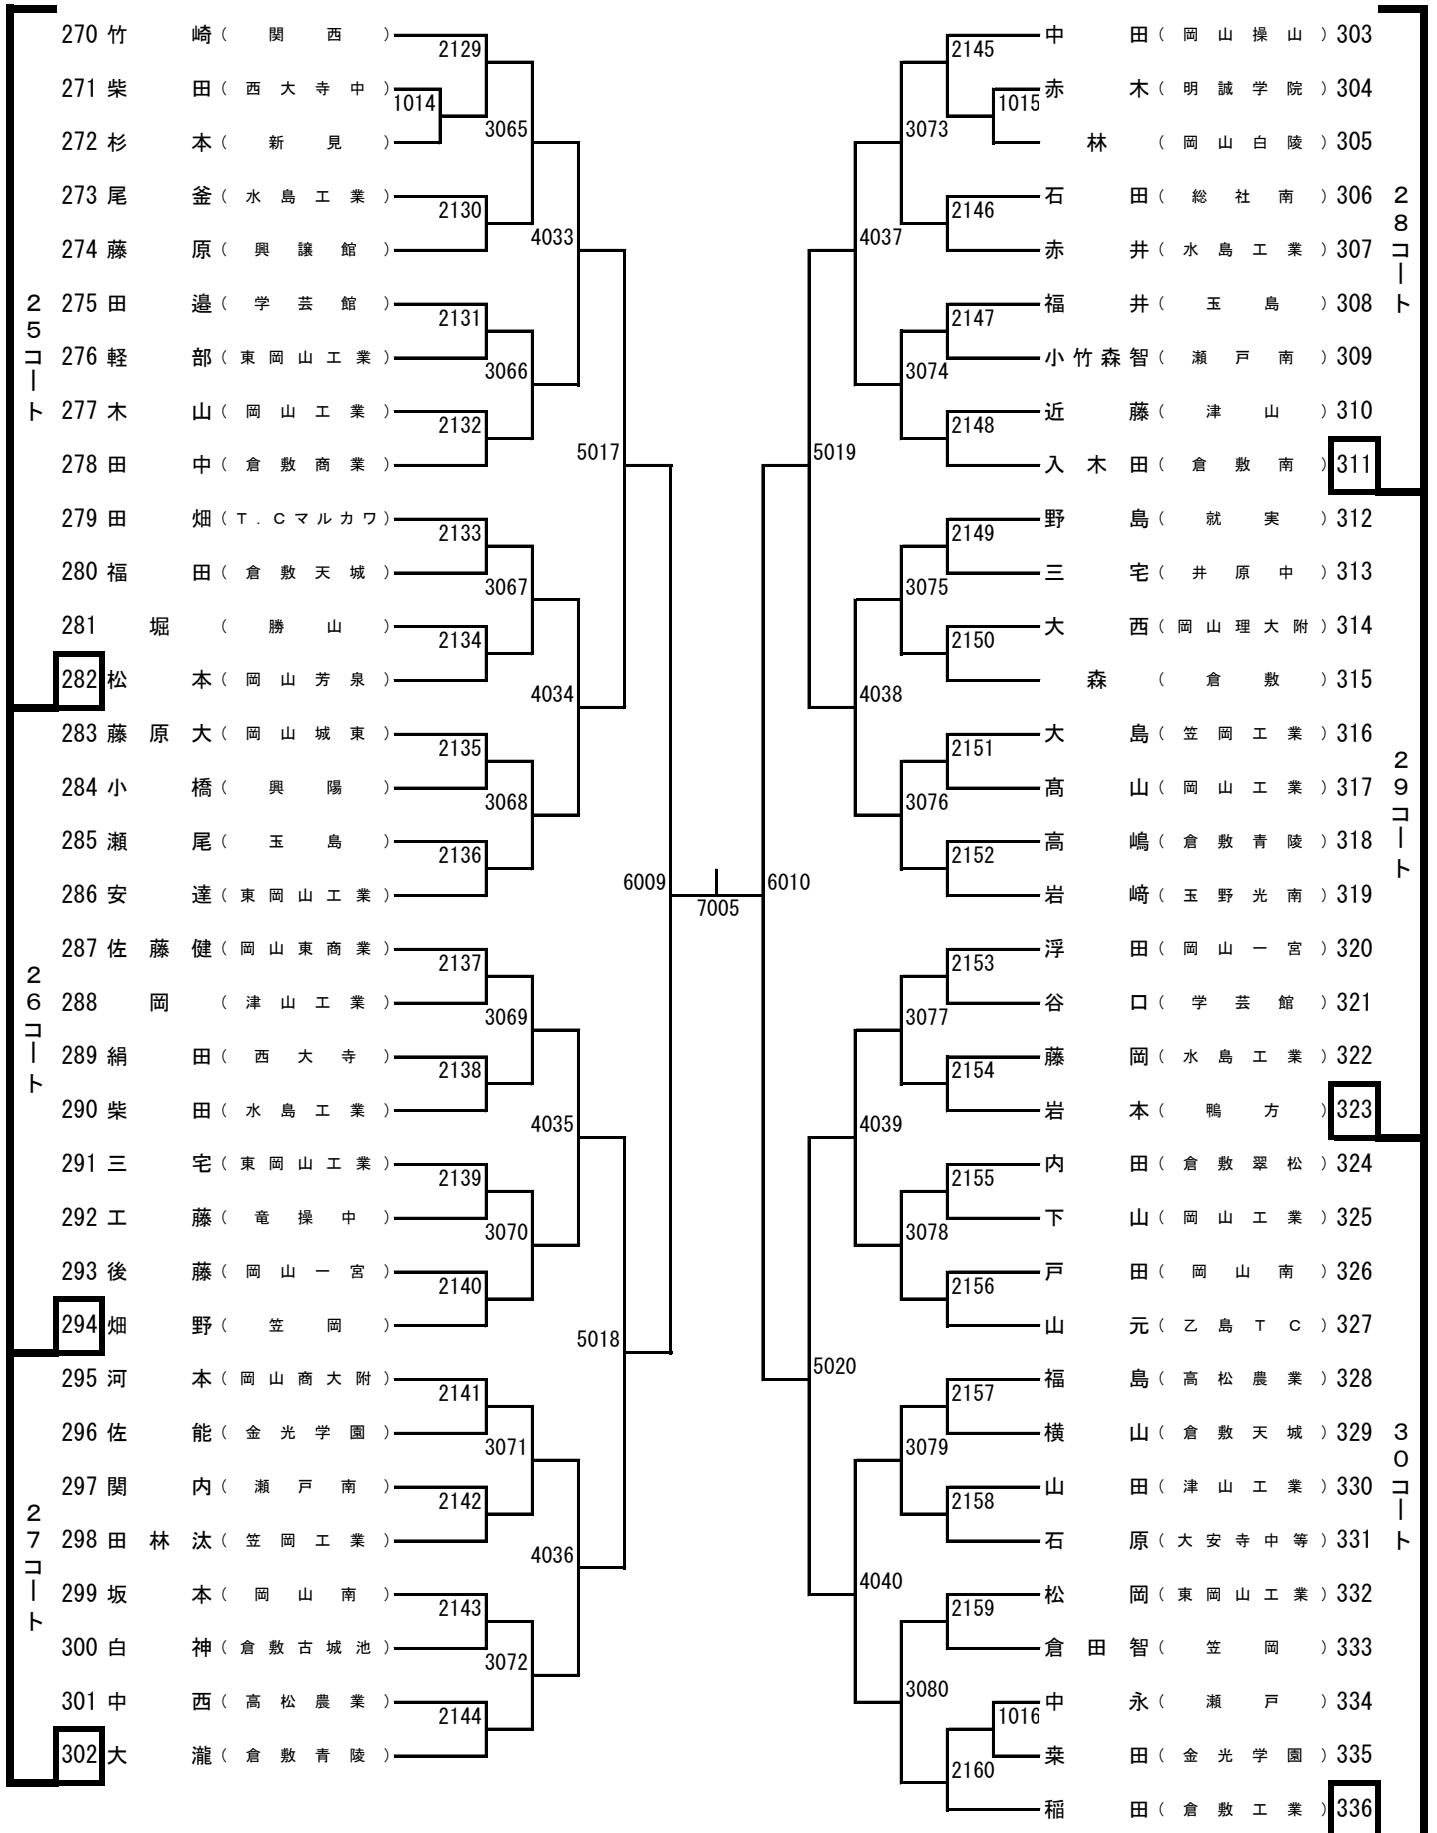 25コート
270 竹崎（関西）
271 柴田（西大寺中）
272 杉本（新見）
273 尾釜（水島工業）
274 藤原（興譲館）
275 田邉（学芸館）
276 軽部（東岡山工業）
277 木山（岡山工業）
278 田中（倉敷商業）
279 田畑（T.Cマルカワ）
280 福田（倉敷天城）
281 堀（勝山）
282 松本（岡山芳泉）
26コート
283 藤原大（岡山城東）
284 小橋（興陽）
285 瀬尾（玉島）
286 安達（東岡山工業）
287 佐藤健（岡山東商業）
288 岡（津山工業）
289 絹田（西大寺）
290 柴田（水島工業）
291 三宅（東岡山工業）
292 工藤（竜操中）
293 後藤（岡山一宮）
294 畑野（笠岡）
27コート
295 河本（岡山商大附）
296 佐能（金光学園）
297 関内（瀬戸南）
298 田林汰（笠岡工業）
299 坂本（岡山南）
300 白神（倉敷古城池）
301 中西（高松農業）
302 大瀧（倉敷青陵）
1014
2129
2130
2131
2132
2133
2134
2135
2136
2137
2138
2139
2140
2141
2142
2143
2144
3065
3066
3067
3068
3069
3070
3071
3072
4033
4034
4035
4036
5017
5018
6009
7005
6010
5019
5020
4037
4038
4039
4040
3073
3074
3075
3076
3077
3078
3079
3080
2145
2146
2147
2148
2149
2150
2151
2152
2153
2154
2155
2156
2157
2158
2159
2160
1015
1016
中田（岡山操山）303
赤木（明誠学院）304
林（岡山白陵）305
石田（総社南）306
赤井（水島工業）307
福井（玉島）308
小竹森智（瀬戸南）309
近藤（津山）310
入木田（倉敷南）311
28コート
野島（就実）312
三宅（井原中）313
大西（岡山理大附）314
森（倉敷）315
大島（笠岡工業）316
髙山（岡山工業）317
高嶋（倉敷青陵）318
岩﨑（玉野光南）319
浮田（岡山一宮）320
谷口（学芸館）321
藤岡（水島工業）322
岩本（鴨方）323
29コート
内田（倉敷翠松）324
下山（岡山工業）325
戸田（岡山南）326
山元（乙島TC）327
福島（高松農業）328
横山（倉敷天城）329
山田（津山工業）330
石原（大安寺中等）331
松岡（東岡山工業）332
倉田智（笠岡）333
中永（瀬戸）334
桒田（金光学園）335
稲田（倉敷工業）336
30コート